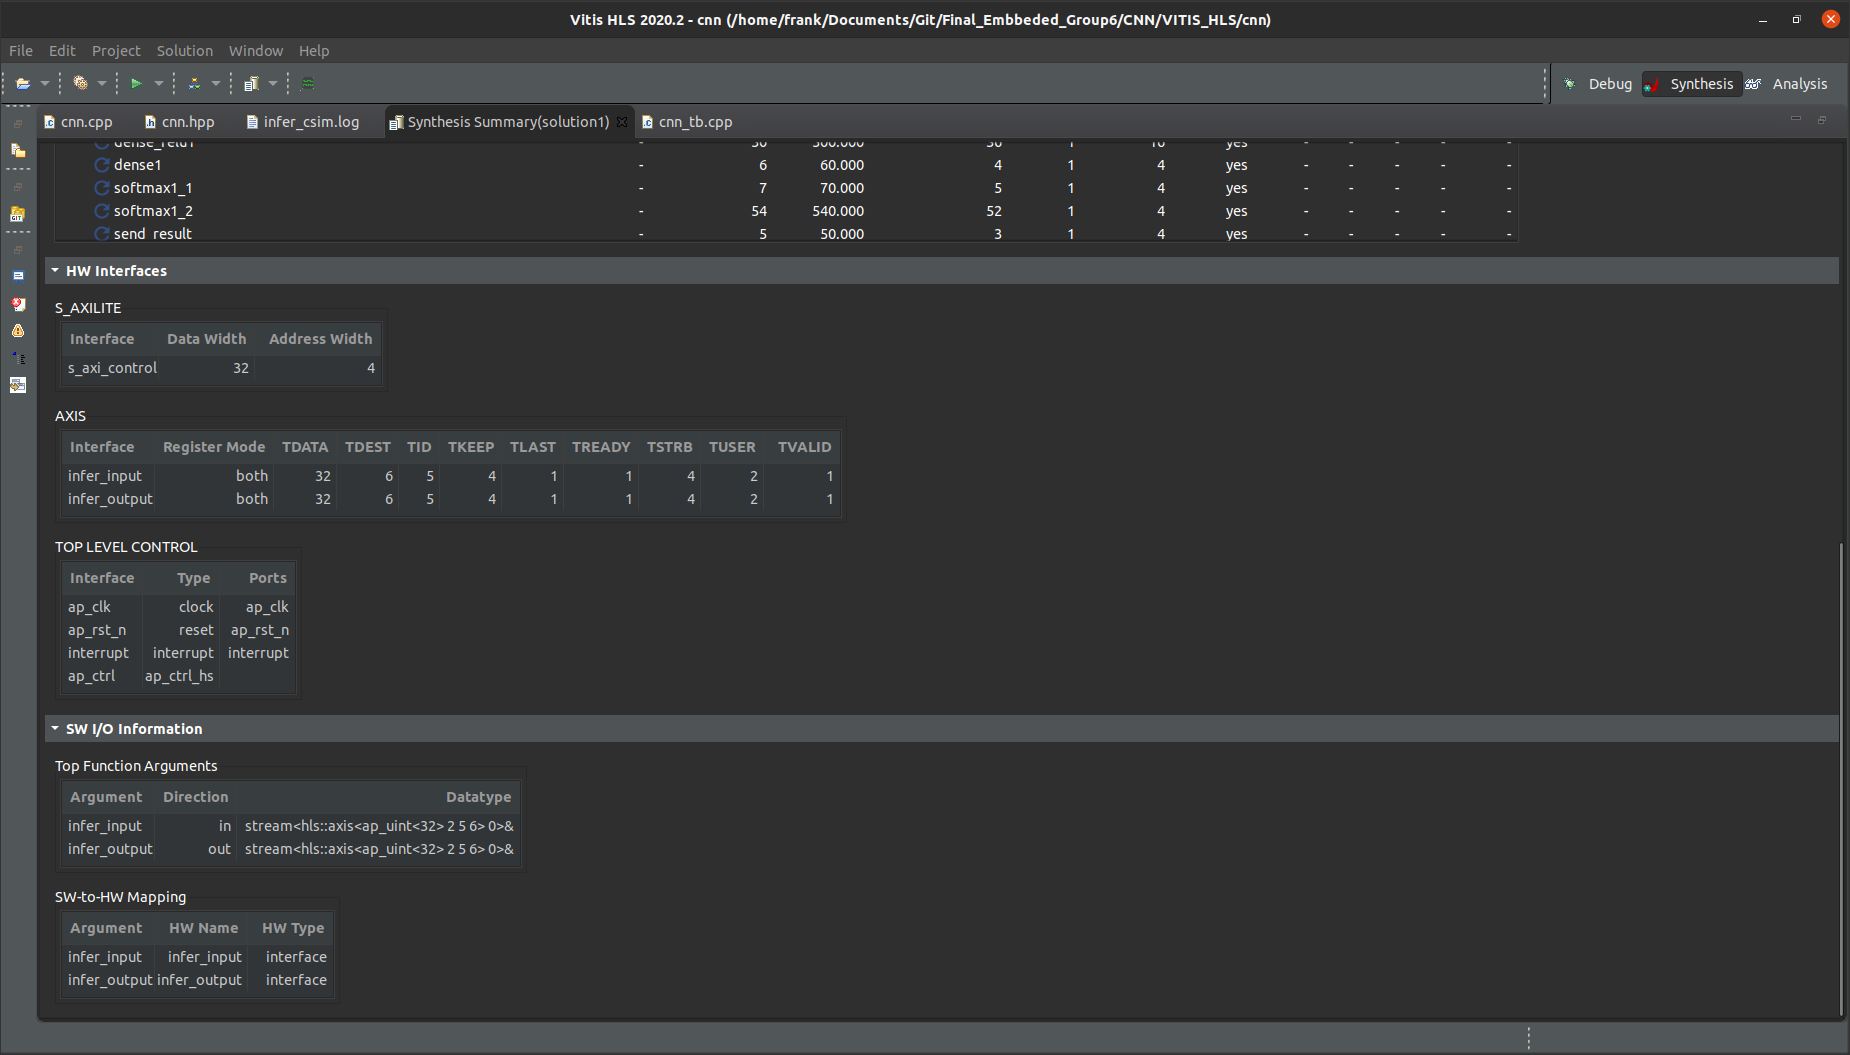 Vitis HLS 2020.2 - cnn (/home/frank/Documents/Git/Final_Embbeded_Group6/CNN/VITIS_HLS/cnn)
File Edit Project Solution Window Help
Debug Synthesis Analysis
cnn.cpp cnn.hpp infer_csim.log Synthesis Summary(solution1) cnn_tb.cpp
dense_relu1 - 36 1 16 yes - - - - -
dense1 - 6 60.000 4 1 4 yes - - - - -
softmax1_1 - 7 70.000 5 1 4 yes - - - - -
softmax1_2 - 54 540.000 52 1 4 yes - - - - -
send_result - 5 50.000 3 1 4 yes - - - - -
HW Interfaces
S_AXILITE
Interface Data Width Address Width
s_axi_control 32 4
AXIS
Interface Register Mode TDATA TDEST TID TKEEP TLAST TREADY TSTRB TUSER TVALID
infer_input both 32 6 5 4 1 1 4 2 1
infer_output both 32 6 5 4 1 1 4 2 1
TOP LEVEL CONTROL
Interface Type Ports
ap_clk clock ap_clk
ap_rst_n reset ap_rst_n
interrupt interrupt interrupt
ap_ctrl ap_ctrl_hs
SW I/O Information
Top Function Arguments
Argument Direction Datatype
infer_input in stream<hls::axis<ap_uint<32> 2 5 6> 0>&
infer_output out stream<hls::axis<ap_uint<32> 2 5 6> 0>&
SW-to-HW Mapping
Argument HW Name HW Type
infer_input infer_input interface
infer_output infer_output interface